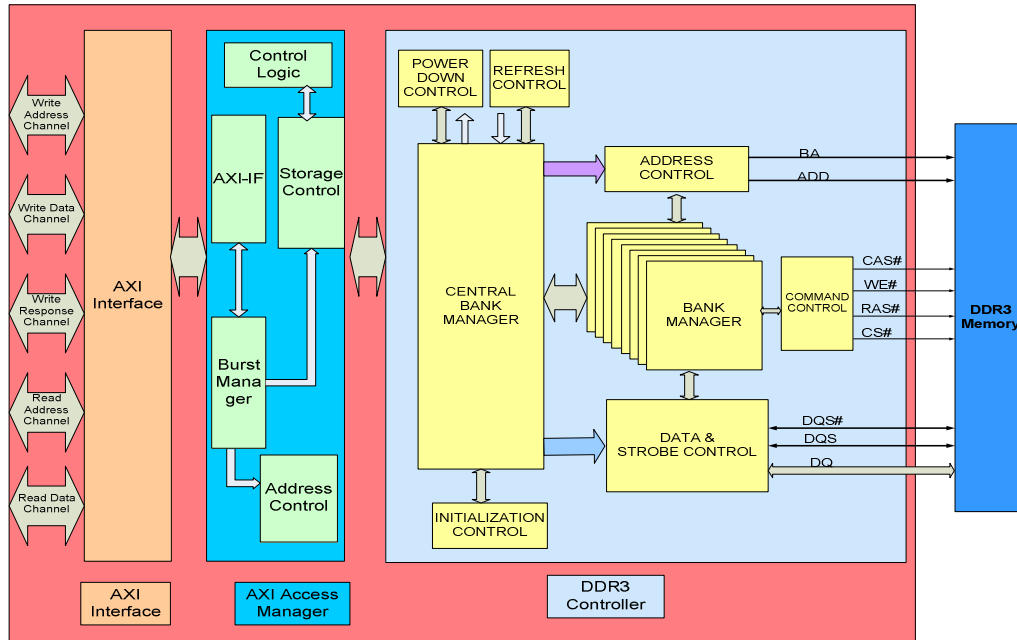 Write
Address
Channel
Write Data
Channel
Write
Response
Channel
Read
Address
Channel
Read Data
Channel
AXI
Interface
Control
Logic
AXI-IF
Storage
Control
Burst
Mana
ger
Address
Control
POWER
DOWN
CONTROL
REFRESH
CONTROL
CENTRAL
BANK
MANAGER
INITIALIZATION
CONTROL
ADDRESS
CONTROL
BANK
MANAGER
COMMAND
CONTROL
DATA &
STROBE CONTROL
BA
ADD
CAS#
WE#
RAS#
CS#
DQS#
DQS
DQ
DDR3
Memory
AXI
Interface
AXI Access
Manager
DDR3
Controller